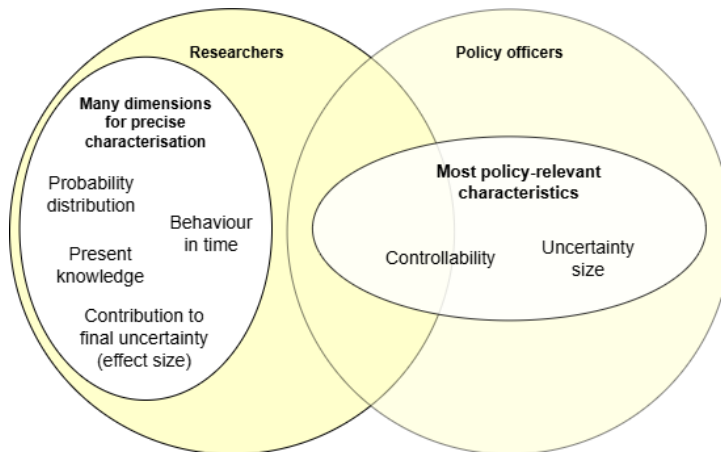 Researchers
Policy officers
Many dimensions
for precise
characterisation
Probability
distribution
Behaviour
in time
Present
knowledge
Contribution to
final uncertainty
(effect size)
Most policy-relevant
characteristics
Controllability
Uncertainty
size